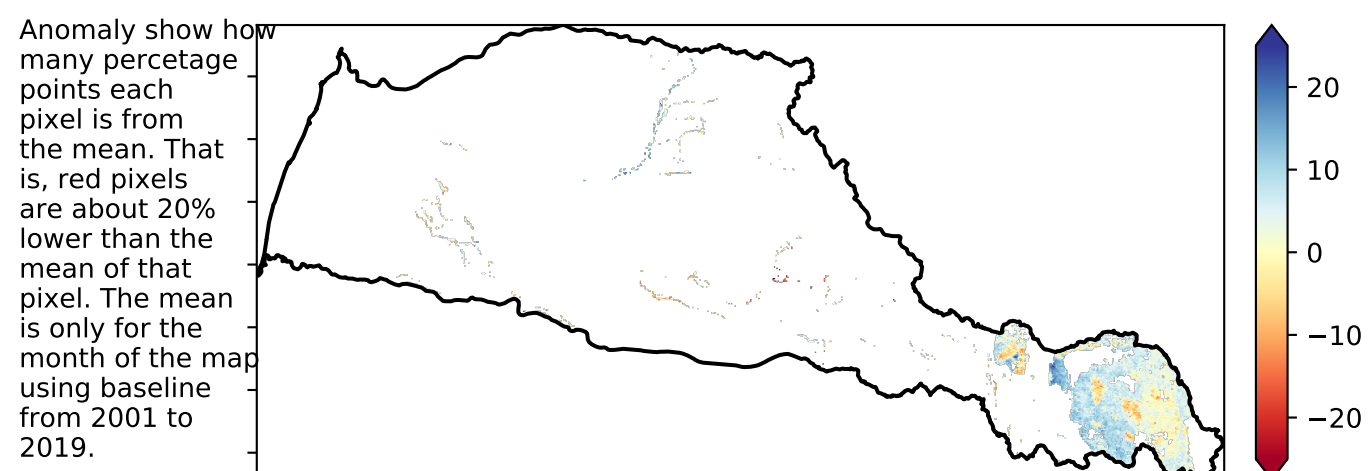 Anomaly show how
many percetage
points each
pixel is from
the mean. That
is, red pixels
are about 20%
lower than the
mean of that
pixel. The mean
is only for the
month of the map
using baseline
from 2001 to
2019.
20
10
0
−10
−20